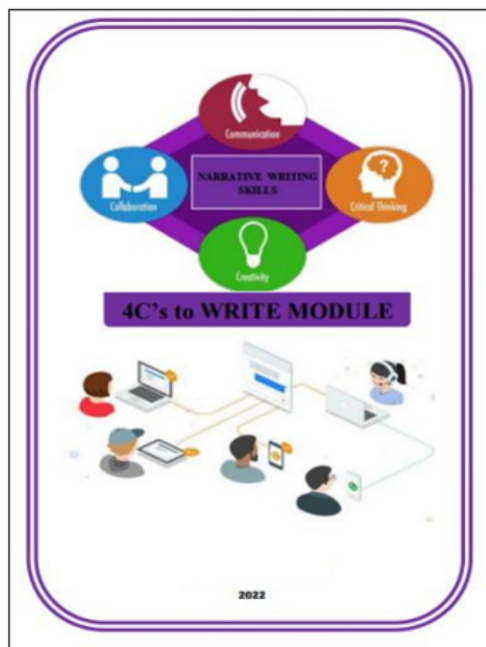 Communication
NARRATIVE WRITING
SKILLS
Collaboration
Critical Thinking
?
Creativity
4C's to WRITE MODULE
2022